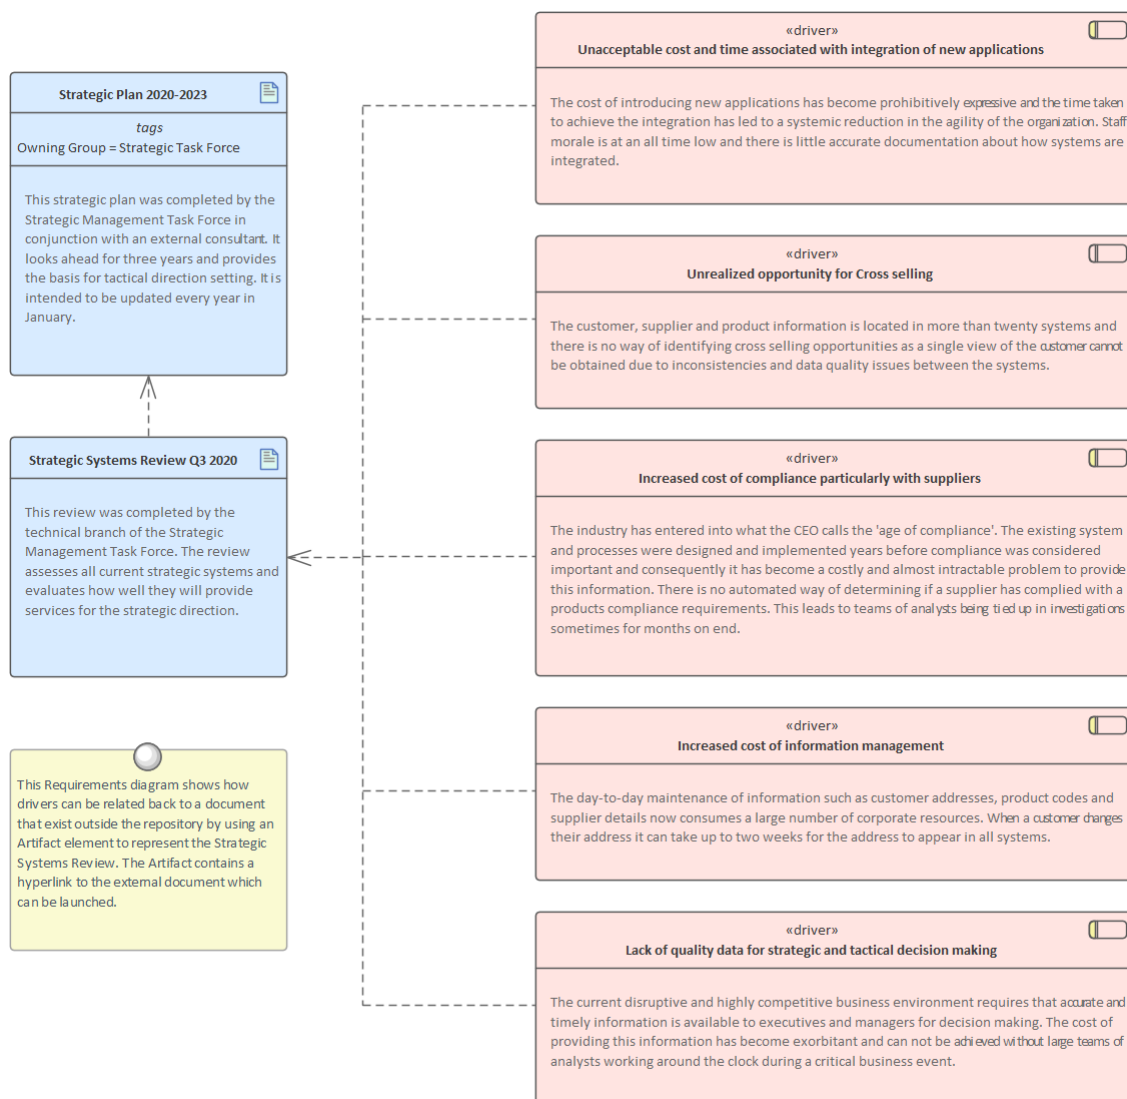 Strategic Plan 2020-2023
tags
Owning Group = Strategic Task Force
This strategic plan was completed by the
Strategic Management Task Force in
conjunction with an external consultant. It
looks ahead for three years and provides
the basis for tactical direction setting. It is
intended to be updated every year in
January.
Strategic Systems Review Q3 2020
This review was completed by the
technical branch of the Strategic
Management Task Force. The review
assesses all current strategic systems and
evaluates how well they will provide
services for the strategic direction.
This Requirements diagram shows how
drivers can be related back to a document
that exist outside the repository by using an
Artifact element to represent the Strategic
Systems Review. The Artifact contains a
hyperlink to the external document which
can be launched.
«driver»
Unacceptable cost and time associated with integration of new applications
The cost of introducing new applications has become prohibitively expressive and the time taken
to achieve the integration has led to a systemic reduction in the agility of the organization. Staff
morale is at an all time low and there is little accurate documentation about how systems are
integrated.
«driver»
Unrealized opportunity for Cross selling
The customer, supplier and product information is located in more than twenty systems and
there is no way of identifying cross selling opportunities as a single view of the customer cannot
be obtained due to inconsistencies and data quality issues between the systems.
«driver»
Increased cost of compliance particularly with suppliers
The industry has entered into what the CEO calls the 'age of compliance'. The existing system
and processes were designed and implemented years before compliance was considered
important and consequently it has become a costly and almost intractable problem to provide
this information. There is no automated way of determining if a supplier has complied with a
products compliance requirements. This leads to teams of analysts being tied up in investigations
sometimes for months on end.
«driver»
Increased cost of information management
The day-to-day maintenance of information such as customer addresses, product codes and
supplier details now consumes a large number of corporate resources. When a customer changes
their address it can take up to two weeks for the address to appear in all systems.
«driver»
Lack of quality data for strategic and tactical decision making
The current disruptive and highly competitive business environment requires that accurate and
timely information is available to executives and managers for decision making. The cost of
providing this information has become exorbitant and can not be achieved without large teams of
analysts working around the clock during a critical business event.